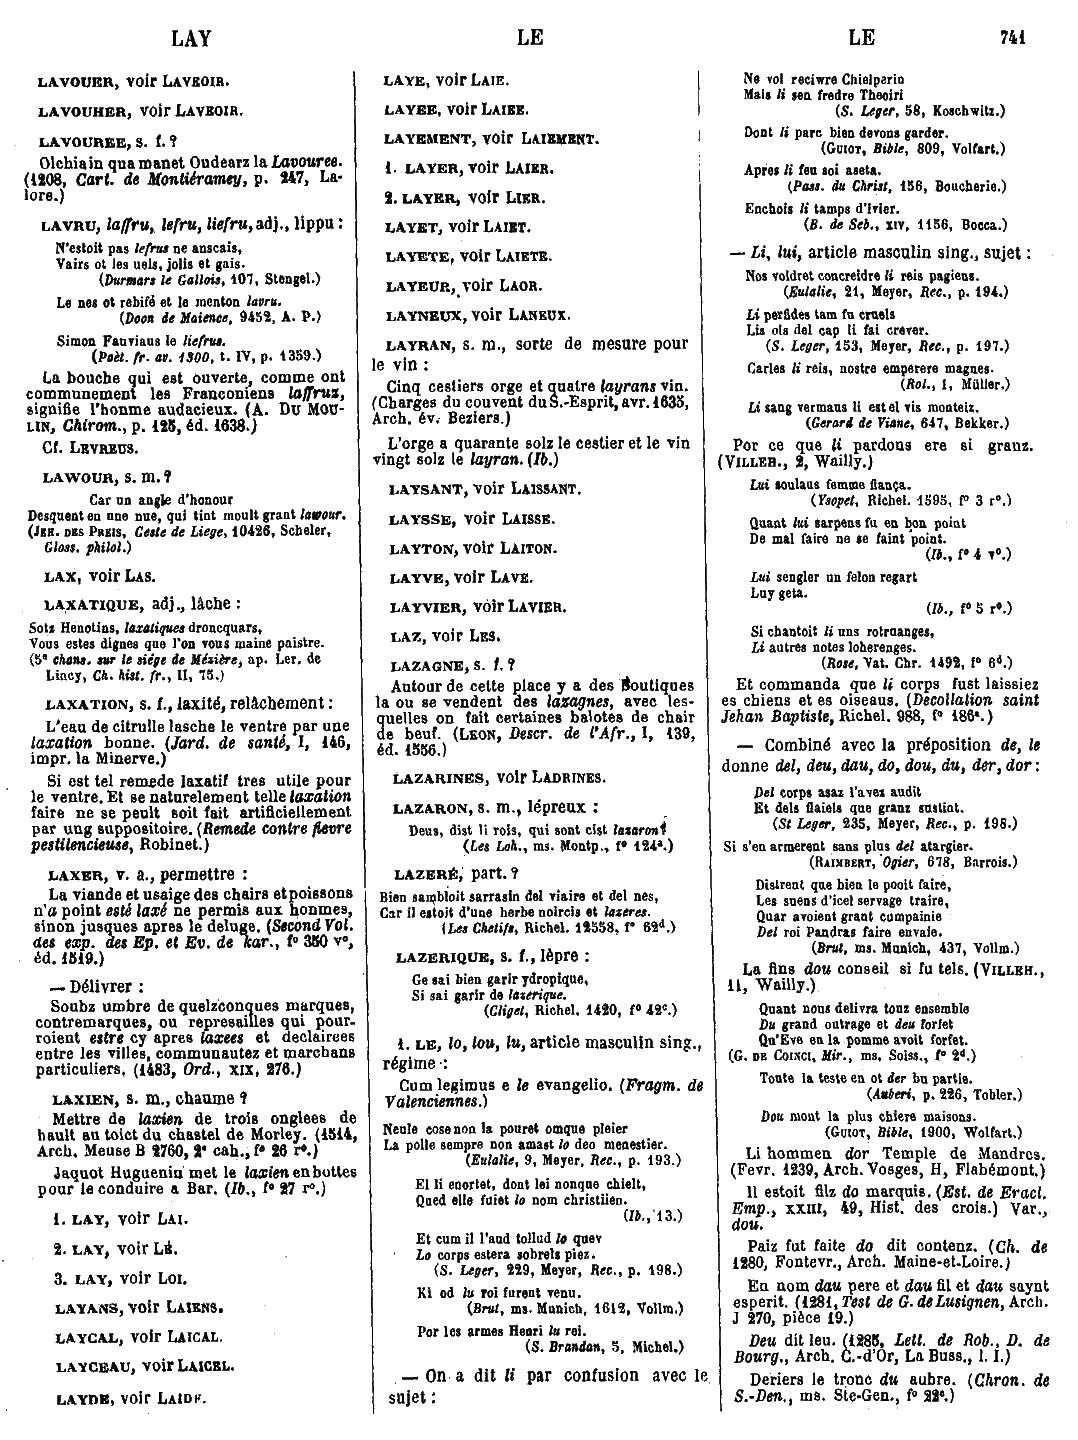 LAY
LE
LE
741
LAVOUER, voir LAVEOIR.
LAVOUHER, voir LAVEOIR.
LAVOUREE, s. f. ?
Olchiain qua manet Oudearz la Lavouree.
(1208, Cart. de Montiéramey, p. 247, La-
lore.)
LAVRU, laffru, lefru, liefru, adj., lippu :
N'estoit pas lefrus ne anscais,
Vairs ot les uels, jolis et gais.
(Durmars le Gallois, 107, Stengel.)
Le nes ot rebifé et le menton lavru.
(Doon de Maience, 9452, A. P.)
Simon Fauviaus le liefrus.
(Poèt. fr. av. 1300, t. IV, p. 1359.)
La bouche qui est ouverte, comme ont
communement les Franconiens laffruz,
signifie l'honme audacieux. (A. DU MOU-
LIN, Chirom., p. 125, éd. 1638.)
Cf. LEVREUS.
LAWOUR, s. m. ?
Car un angle d'honour
Desquent en une nue, qui tint moult grant lawour.
(JEH. DES PREIS, Geste de Liege, 10426, Scheler,
Gloss. philol.)
LAX, voir LAS.
LAXATIQUE, adj., lâche :
Sotz Henotins, laxatiques droncquars,
Vous estes dignes que l'on vous maine paistre.
(5e chans. sur le siége de Mézière, ap. Ler. de
Lincy, Ch. hist. fr., II, 75.)
LAXATION, s. f., laxité, relâchement :
L'eau de citrulle lasche le ventre par une
laxation bonne. (Jard. de santé, I, 146,
impr. la Minerve.)
Si est tel remede laxatif tres utile pour
le ventre. Et se naturelement telle laxation
faire ne se peult soit fait artificiellement
par ung suppositoire. (Remede contre fievre
pestilencieuse, Robinet.)
LAXER, v. a., permettre :
La viande et usaige des chairs et poissons
n'a point esté laxé ne permis aux honmes,
sinon jusques apres le deluge. (Second Vol.
des exp. des Ep. et Ev. de kar., fo 350 vo,
éd. 1519.)
— Délivrer :
Soubz umbre de quelzconques marques,
contremarques, ou represailles qui pour-
roient estre cy apres laxees et declairees
entre les villes, communautez et marchans
particuliers. (1483, Ord., XIX, 276.)
LAXIEN, s. m., chaume ?
Mettre de laxien de trois onglees de
hault au toict du chastel de Morley. (1514,
Arch. Meuse B 2760, 2e cah., fo 26 ro.)
Jaquot Huguenin met le laxien en bottes
pour le conduire a Bar. (Ib., fo 27 ro.)
1. LAY, voir LAI.
2. LAY, voir LÉ.
3. LAY, voir LOI.
LAYANS, voir LAIENS.
LAYCAL, voir LAICAL.
LAYCEAU, voir LAICEL.
LAYDE, voir LAIDE.
LAYE, voir LAIE.
LAYEE, voir LAIEE.
LAYEMENT, voir LAIEMENT.
1. LAYER, voir LAIER.
2. LAYER, voir LIER.
LAYET, voir LAIET.
LAYETE, voir LAIETE.
LAYEUR, voir LAOR.
LAYNEUX, voir LANEUX.
LAYRAN, s. m., sorte de mesure pour
le vin :
Cinq cestiers orge et quatre layrans vin.
(Charges du couvent du S.-Esprit, avr. 1635,
Arch. év. Beziers.)
L'orge a quarante solz le cestier et le vin
vingt solz le layran. (Ib.)
LAYSANT, voir LAISSANT.
LAYSSE, voir LAISSE.
LAYTON, voir LAITON.
LAYVE, voir LAVE.
LAYVIER, voir LAVIER.
LAZ, voir LES.
LAZAGNE, s. f. ?
Autour de cette place y a des Boutiques
la ou se vendent des lazagnes, avec les-
quelles on fait certaines balotes de chair
de beuf. (LEON, Descr. de l'Afr., I, 139,
éd. 1556.)
LAZARINES, voir LADRINES.
LAZARON, s. m., lépreux :
Deus, dist li rois, qui sont cist lazaron?
(Les Loh., ms. Montp., fo 124a.)
LAZERÉ, part. ?
Bien sambloit sarrasin del viaire et del nes,
Car il estoit d'une herbe noircis et lazeres.
(Les Chetifs, Richel. 12558, fo 62d.)
LAZERIQUE, s. f., lèpre :
Ge sai bien garir ydropique,
Si sai garir de lazerique.
(Cliget, Richel. 1420, fo 42c.)
1. LE, lo, lou, lu, article masculin sing.,
régime :
Cum legimus e le evangelio. (Fragm. de
Valenciennes.)
Neule cose non la pouret omque pleier
La polle sempre non amast lo deo menestier.
(Eulalie, 9, Meyer, Rec., p. 193.)
El li enortet, dont lei nonque chielt,
Qued elle fuiet lo nom christiien.
(Ib., 13.)
Et cum il l'aud tollud lo quev
Lo corps estera sobrels piez.
(S. Leger, 229, Meyer, Rec., p. 198.)
Ki od lu roi furent venu.
(Brut, ms. Munich, 1612, Vollm.)
Por les armes Henri lu rei.
(S. Brandan, 5, Michel.)
— On a dit li par confusion avec le
sujet :
Ne vol reciwre Chielperin
Mais li sen fredre Theoiri
(S. Leger, 58, Koschwitz.)
Dont li parc bien devons garder.
(GUIOT, Bible, 809, Volfart.)
Apres li feu soi aseta.
(Pass. du Christ, 156, Boucherie.)
Enchois li tamps d'ivier.
(B. de Seb., XIV, 1156, Bocca.)
— Li, lui, article masculin sing., sujet :
Nos voldret concreidre li reis pagiens.
(Eulalie, 21, Meyer, Rec., p. 194.)
Li perfides tam fu cruels
Lis ols del cap li fai crever.
(S. Leger, 153, Meyer, Rec., p. 197.)
Carles li reis, nostre emperere magnes.
(Rol., 1, Müller.)
Li sang vermaus li est el vis monteiz.
(Gerard de Viane, 647, Bekker.)
Por ce que li pardons ere si granz.
(VILLEH., 2, Wailly.)
Lui soulaus femme fiança.
(Ysopet, Richel. 1595, fo 3 ro.)
Quant lui sarpens fu en bon point
De mal faire ne se faint point.
(Ib., fo 4 vo.)
Lui sengler un felon regart
Luy geta.
(Ib., fo 5 ro.)
Si chantoit li uns rotruanges,
Li autres notes loherenges.
(Rose, Vat. Chr. 1492, fo 6d.)
Et commanda que li corps fust laissiez
es chiens et es oiseaus. (Decollation saint
Jehan Baptiste, Richel. 988, fo 186a.)
— Combiné avec la préposition de, le
donne del, deu, dau, do, dou, du, der, dor :
Del corps asaz l'avez audit
Et dels flaiels que granz sustint.
(St Leger, 235, Meyer, Rec., p. 198.)
Si s'en armerent sans plus del atargier.
(RAIMBERT, Ogier, 678, Barrois.)
Distrent que bien le pooit faire,
Les suens d'icel servage traire,
Quar avoient grant compainie
Del roi Pandras faire envaie.
(Brut, ms. Munich, 437, Vollm.)
La fins dou conseil si fu tels. (VILLEH.,
11, Wailly.)
Quant nous delivra touz ensemble
Du grand outrage et deu forfet
Qu'Eve en la pomme avoit forfet.
(G. DE COINCI, Mir., ms. Soiss., fo 2d.)
Toute la teste en ot der bu partie.
(Auberi, p. 226, Tobler.)
Dou mont la plus chiere maisons.
(GUIOT, Bible, 1900, Wolfart.)
Li hommen dor Temple de Mandres.
(Fevr. 1239, Arch. Vosges, H, Flabémont.)
Il estoit filz do marquis. (Est. de Eracl.
Emp., XXIII, 49, Hist. des crois.) Var.,
dou.
Paiz fut faite do dit contenz. (Ch. de
1280, Fontevr., Arch. Maine-et-Loire.)
En nom dau pere et dau fil et dau saynt
esperit. (1281, Test de G. de Lusignen, Arch.
J 270, pièce 19.)
Deu dit leu. (1285, Lett. de Rob., D. de
Bourg., Arch. C.-d'Or, La Buss., l. I.)
Deriers le tronc du aubre. (Chron. de
S.-Den., ms. Ste-Gen., fo 22c.)